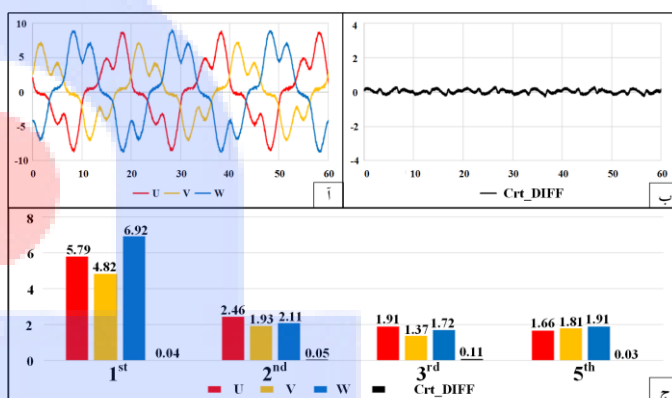 10
5
0
-5
-10
0 10 20 30 40 50 60
U V W
آ
4
2
0
-2
-4
0 10 20 30 40 50 60
Crt_DIFF
ب
8
6
4
2
0
5.79 4.82 6.92 0.04
2.46 1.93 2.11 0.05
1.91 1.37 1.72 0.11
1.66 1.81 1.91 0.03
1st 2nd 3rd 5th
U V W Crt_DIFF
ج